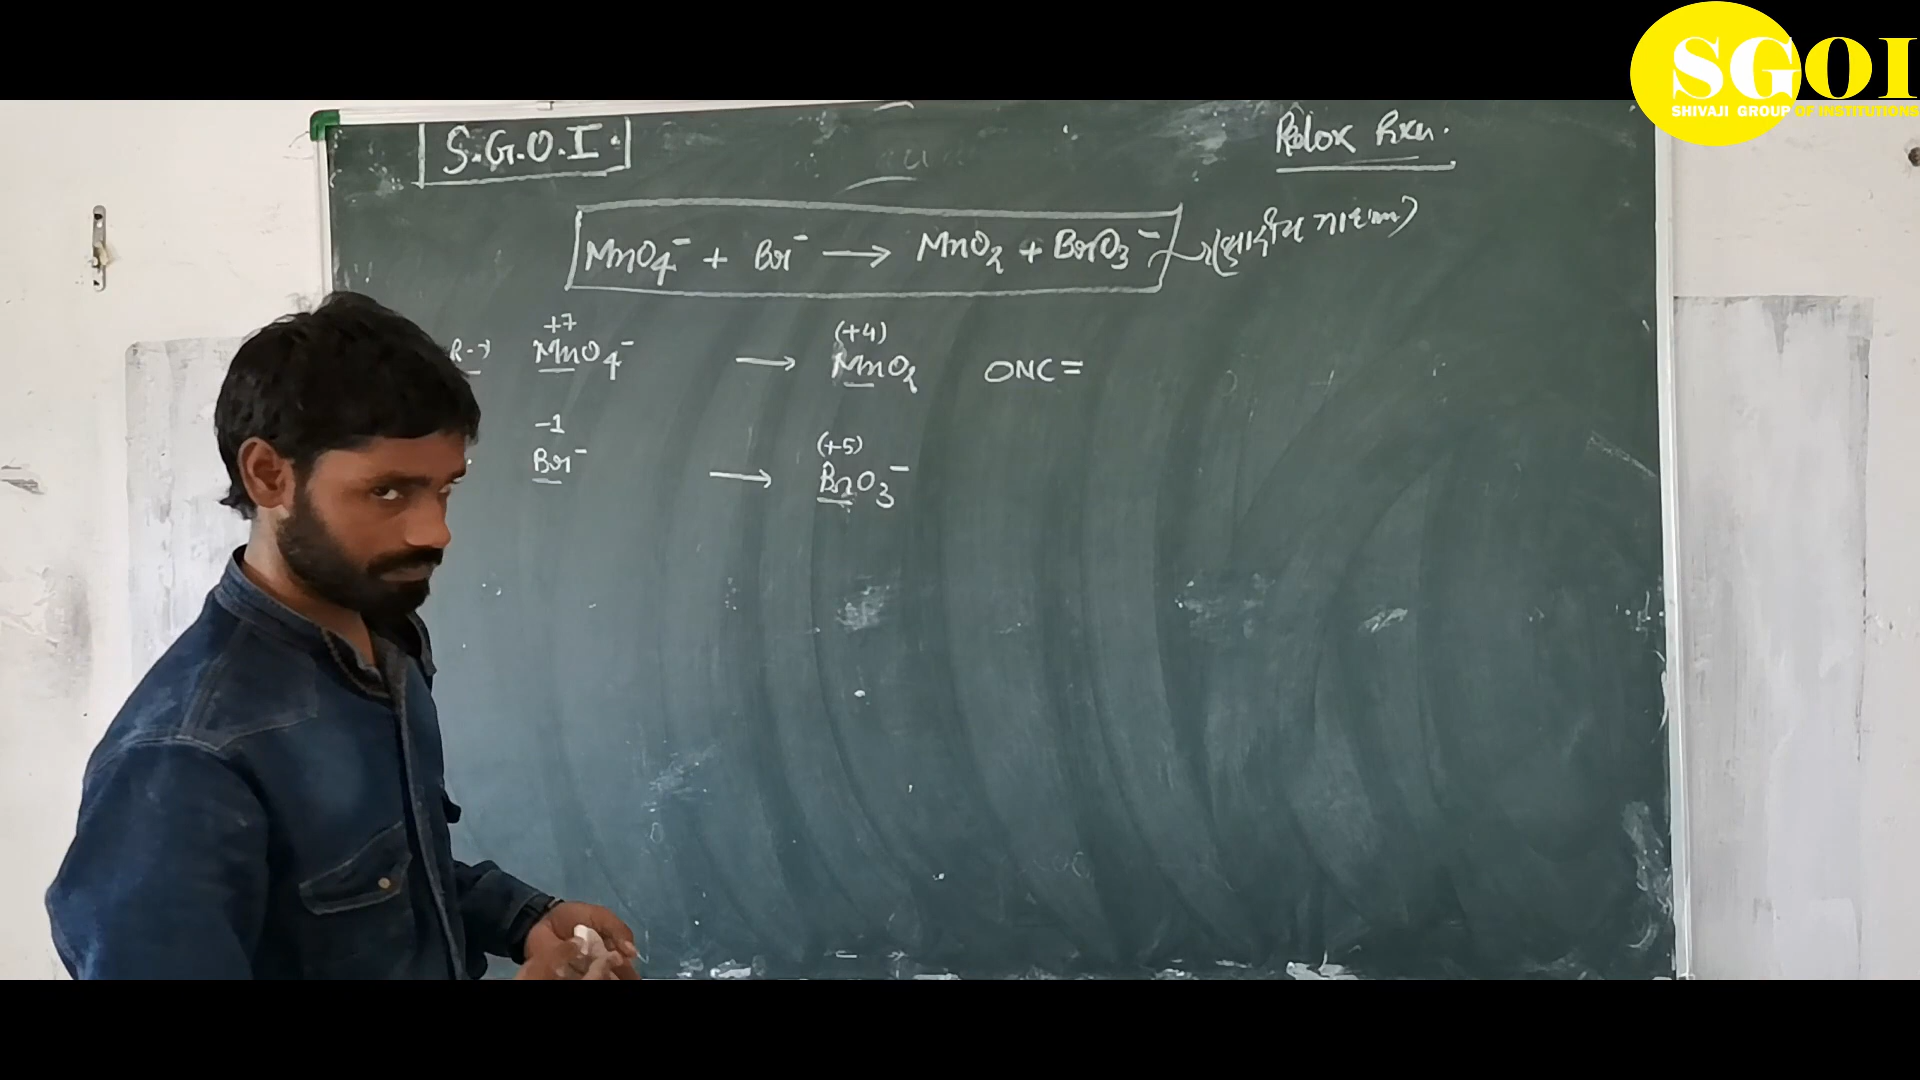 SGOI
SHIVAJI GROUP OF INSTITUTIONS
S.G.O.I.
Redox Rxn.
MnO₄⁻ + Br⁻ ⟶ MnO₂ + BrO₃⁻ → (क्षारीय माध्यम)
R→ +7 (+4)
MnO₄⁻ ⟶ MnO₂ ONC =
-1 (+5)
Br⁻ ⟶ BrO₃⁻